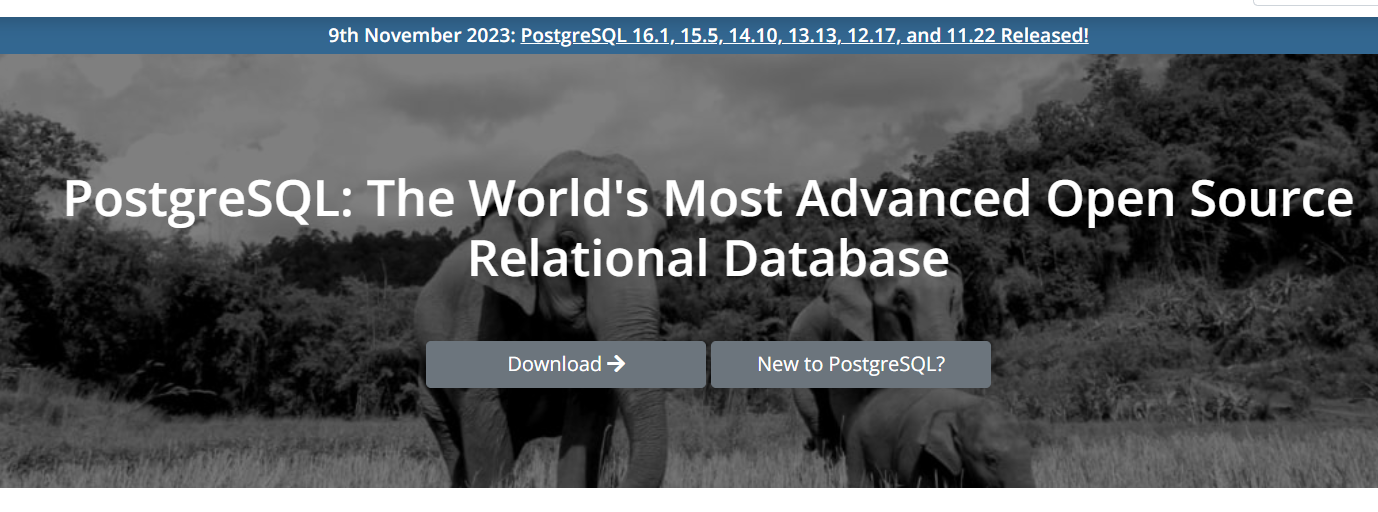 9th November 2023: PostgreSQL 16.1, 15.5, 14.10, 13.13, 12.17, and 11.22 Released!
PostgreSQL: The World's Most Advanced Open Source
Relational Database
Download
New to PostgreSQL?